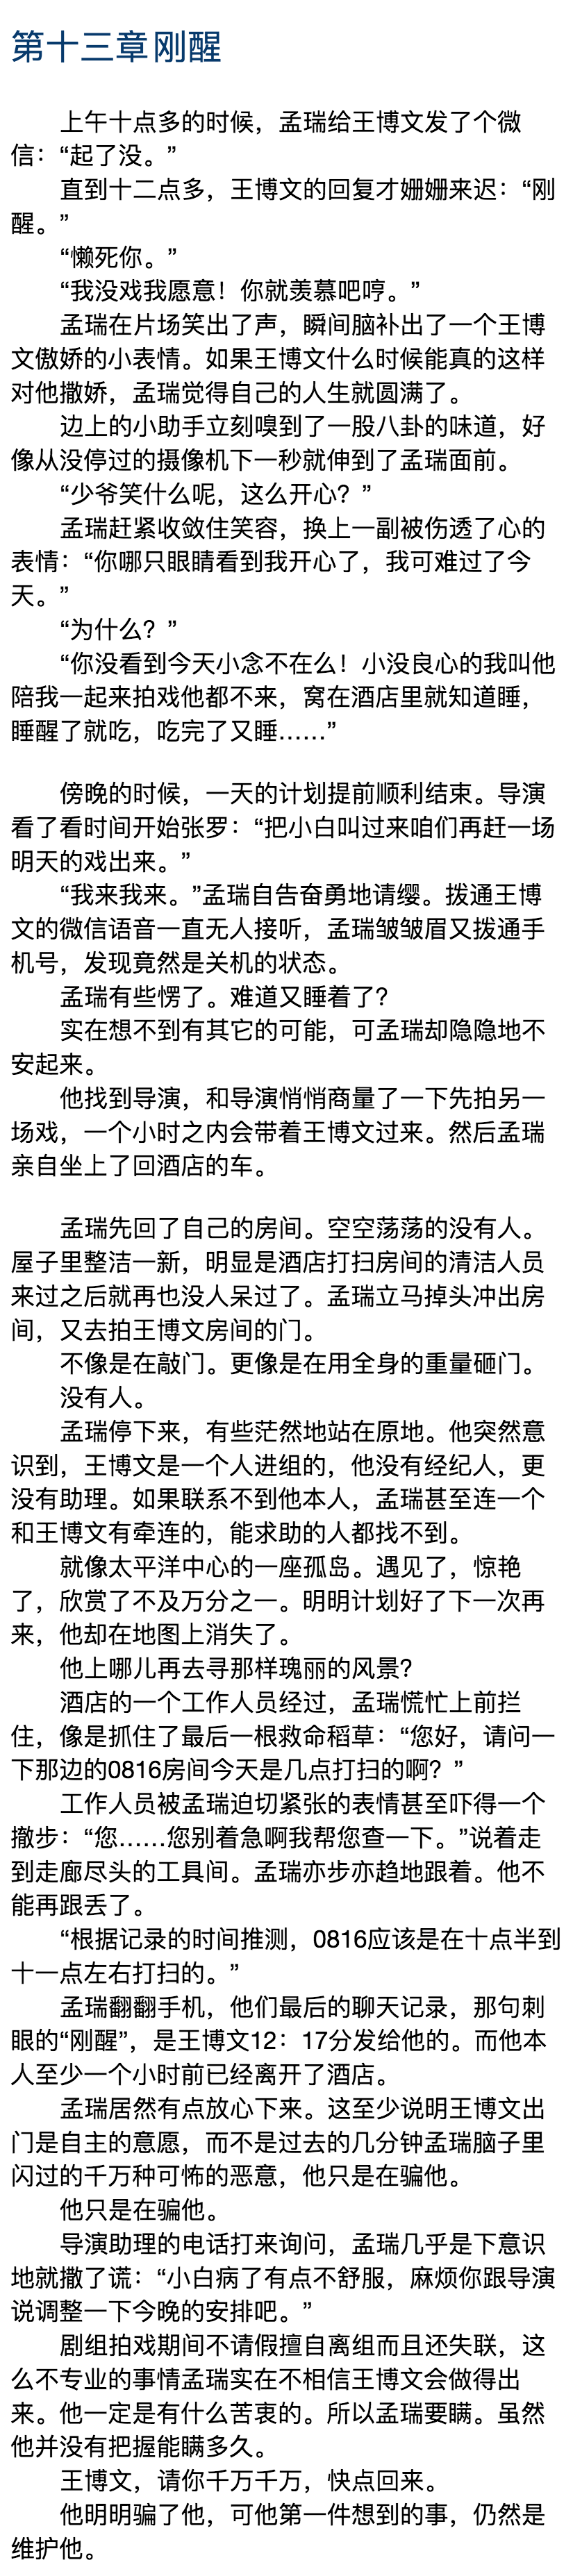 第十三章 刚醒
上午十点多的时候，孟瑞给王博文发了个微
信：“起了没。”
直到十二点多，王博文的回复才姗姗来迟：“刚
醒。”
“懒死你。”
“我没戏我愿意！你就羡慕吧哼。”
孟瑞在片场笑出了声，瞬间脑补出了一个王博
文傲娇的小表情。如果王博文什么时候能真的这样
对他撒娇，孟瑞觉得自己的人生就圆满了。
边上的小助手立刻嗅到了一股八卦的味道，好
像从没停过的摄像机下一秒就伸到了孟瑞面前。
“少爷笑什么呢，这么开心？”
孟瑞赶紧收敛住笑容，换上一副被伤透了心的
表情：“你哪只眼睛看到我开心了，我可难过了今
天。”
“为什么？”
“你没看到今天小念不在么！小没良心的我叫他
陪我一起来拍戏他都不来，窝在酒店里就知道睡，
睡醒了就吃，吃完了又睡……”
傍晚的时候，一天的计划提前顺利结束。导演
看了看时间开始张罗：“把小白叫过来咱们再赶一场
明天的戏出来。”
“我来我来。”孟瑞自告奋勇地请缨。拨通王博
文的微信语音一直无人接听，孟瑞皱皱眉又拨通手
机号，发现竟然是关机的状态。
孟瑞有些愣了。难道又睡着了？
实在想不到有其它的可能，可孟瑞却隐隐地不
安起来。
他找到导演，和导演悄悄商量了一下先拍另一
场戏，一个小时之内会带着王博文过来。然后孟瑞
亲自坐上了回酒店的车。
孟瑞先回了自己的房间。空空荡荡的没有人。
屋子里整洁一新，明显是酒店打扫房间的清洁人员
来过之后就再也没人呆过了。孟瑞立马掉头冲出房
间，又去拍王博文房间的门。
不像是在敲门。更像是在用全身的重量砸门。
没有人。
孟瑞停下来，有些茫然地站在原地。他突然意
识到，王博文是一个人进组的，他没有经纪人，更
没有助理。如果联系不到他本人，孟瑞甚至连一个
和王博文有牵连的，能求助的人都找不到。
就像太平洋中心的一座孤岛。遇见了，惊艳
了，欣赏了不及万分之一。明明计划好了下一次再
来，他却在地图上消失了。
他上哪儿再去寻那样瑰丽的风景？
酒店的一个工作人员经过，孟瑞慌忙上前拦
住，像是抓住了最后一根救命稻草：“您好，请问一
下那边的0816房间今天是几点打扫的啊？”
工作人员被孟瑞迫切紧张的表情甚至吓得一个
撤步：“您……您别着急啊我帮您查一下。”说着走
到走廊尽头的工具间。孟瑞亦步亦趋地跟着。他不
能再跟丢了。
“根据记录的时间推测，0816应该是在十点半到
十一点左右打扫的。”
孟瑞翻翻手机，他们最后的聊天记录，那句刺
眼的“刚醒”，是王博文12：17分发给他的。而他本
人至少一个小时前已经离开了酒店。
孟瑞居然有点放心下来。这至少说明王博文出
门是自主的意愿，而不是过去的几分钟孟瑞脑子里
闪过的千万种可怖的恶意，他只是在骗他。
他只是在骗他。
导演助理的电话打来询问，孟瑞几乎是下意识
地就撒了谎：“小白病了有点不舒服，麻烦你跟导演
说调整一下今晚的安排吧。”
剧组拍戏期间不请假擅自离组而且还失联，这
么不专业的事情孟瑞实在不相信王博文会做得出
来。他一定是有什么苦衷的。所以孟瑞要瞒。虽然
他并没有把握能瞒多久。
王博文，请你千万千万，快点回来。
他明明骗了他，可他第一件想到的事，仍然是
维护他。